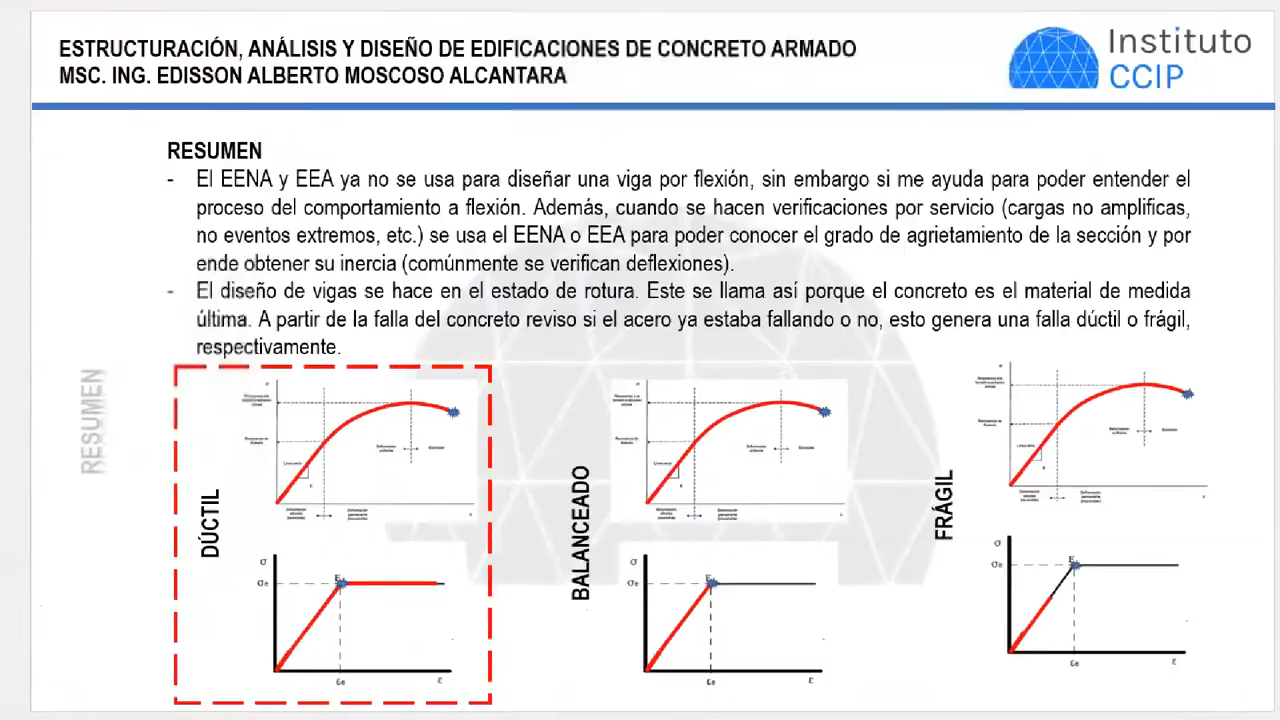 ESTRUCTURACIÓN, ANÁLISIS Y DISEÑO DE EDIFICACIONES DE CONCRETO ARMADO
MSC. ING. EDISSON ALBERTO MOSCOSO ALCANTARA
Instituto
CCIP
RESUMEN
- El EENA y EEA ya no se usa para diseñar una viga por flexión, sin embargo si me ayuda para poder entender el
proceso del comportamiento a flexión. Además, cuando se hacen verificaciones por servicio (cargas no amplificas,
no eventos extremos, etc.) se usa el EENA o EEA para poder conocer el grado de agrietamiento de la sección y por
ende obtener su inercia (comúnmente se verifican deflexiones).
- El diseño de vigas se hace en el estado de rotura. Este se llama así porque el concreto es el material de medida
última. A partir de la falla del concreto reviso si el acero ya estaba fallando o no, esto genera una falla dúctil o frágil,
respectivamente.
RESUMEN
DÚCTIL
σ
σe
E
εe
ε
BALANCEADO
σ
σe
E
εe
ε
FRÁGIL
σ
σe
E
εe
ε